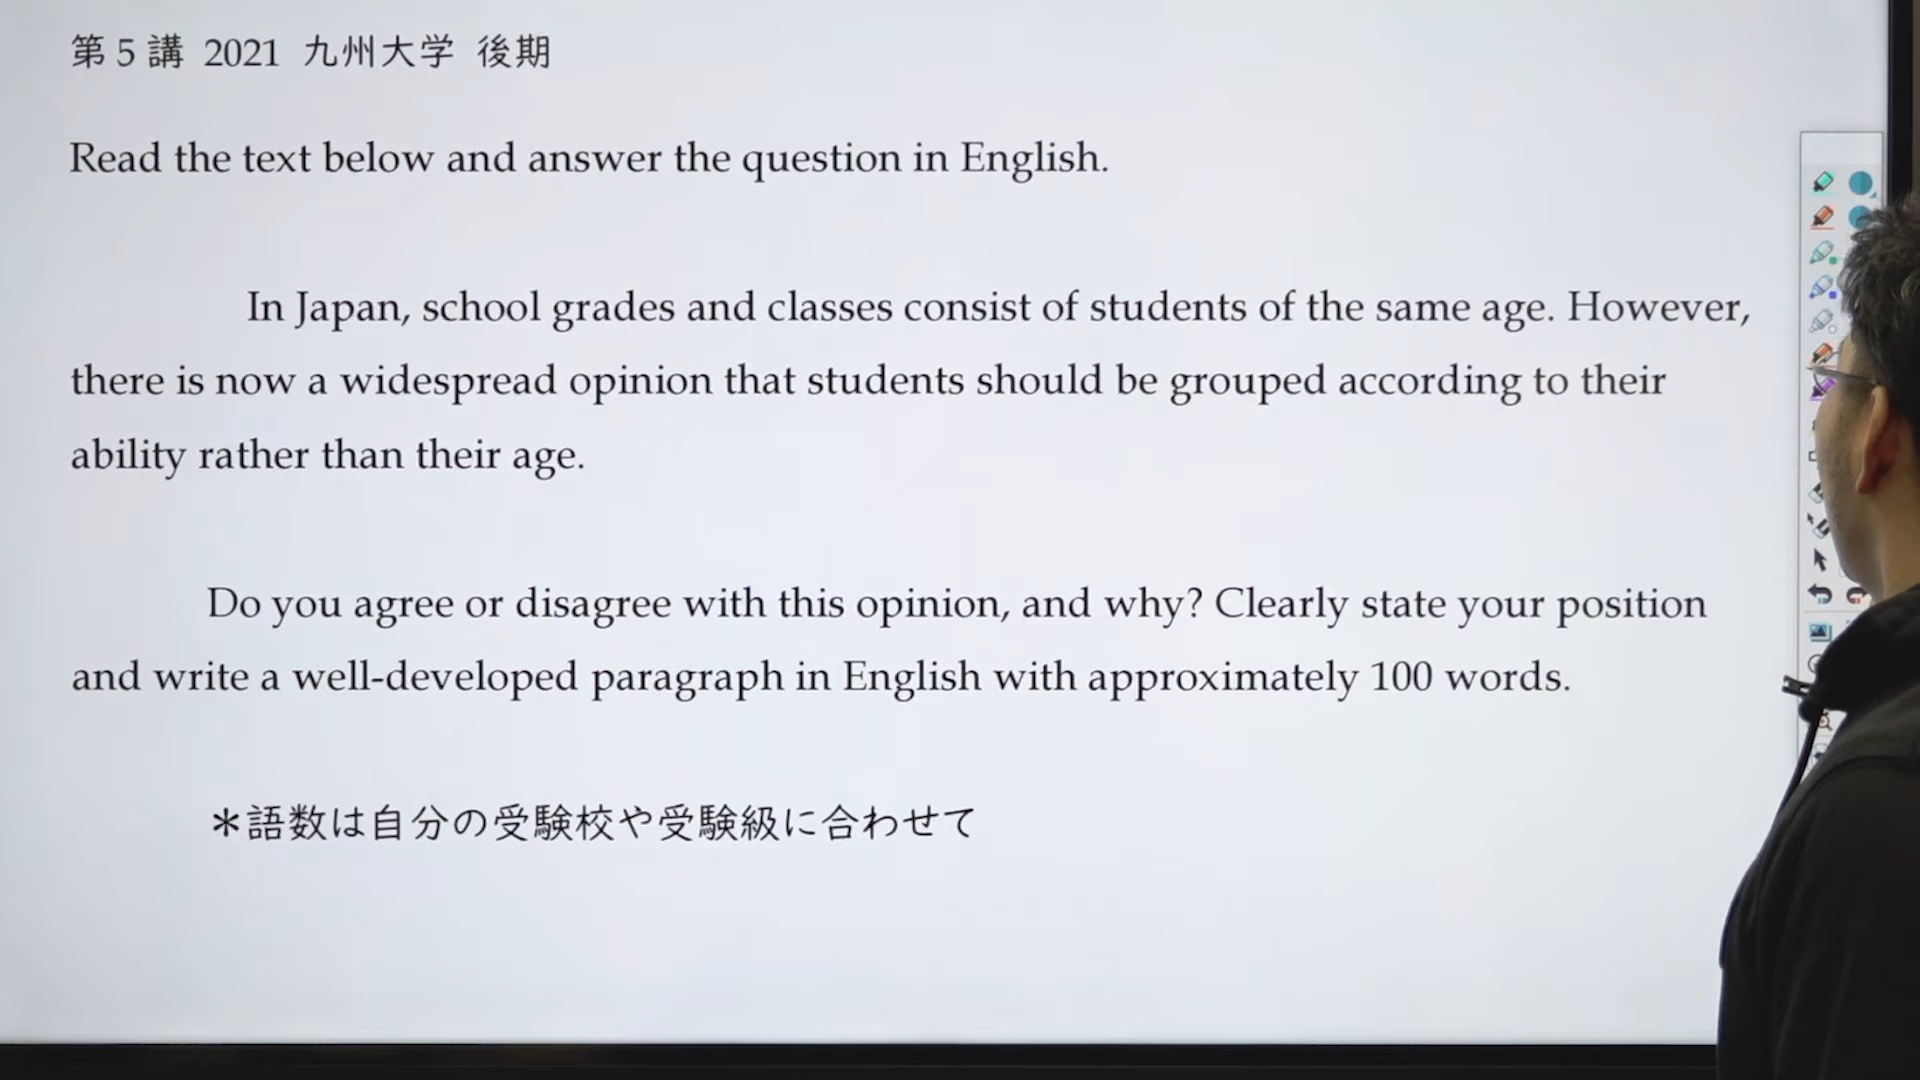 第5講 2021 九州大学 後期
Read the text below and answer the question in English.
In Japan, school grades and classes consist of students of the same age. However,
there is now a widespread opinion that students should be grouped according to their
ability rather than their age.
Do you agree or disagree with this opinion, and why? Clearly state your position
and write a well-developed paragraph in English with approximately 100 words.
＊語数は自分の受験校や受験級に合わせて